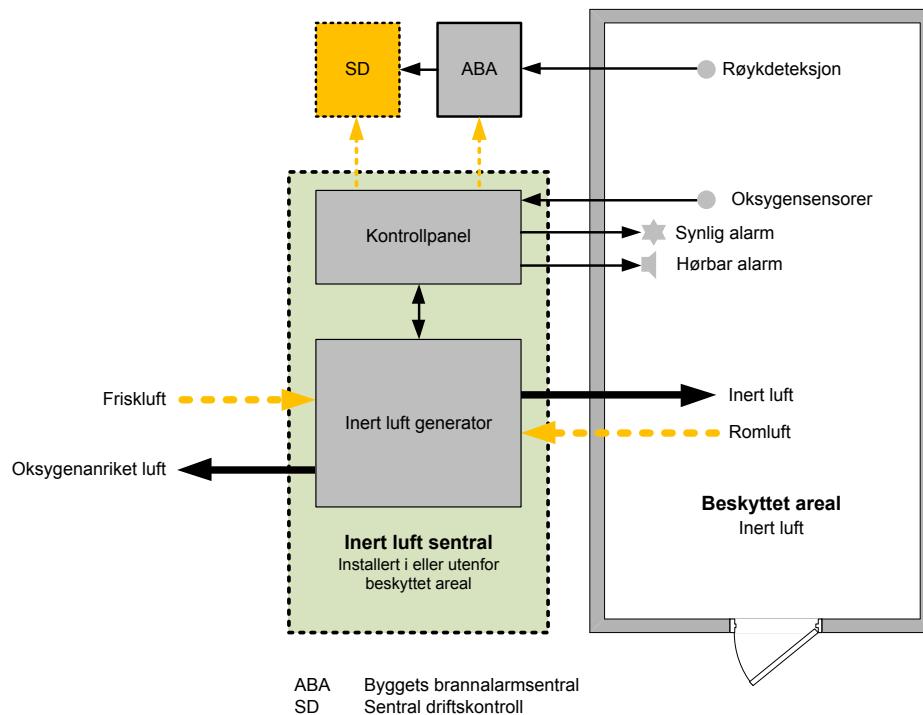 SD
ABA
Røykdeteksjon
Kontrollpanel
Oksygensensorer
Synlig alarm
Hørbar alarm
Friskluft
Inert luft generator
Inert luft
Romluft
Oksygenanriket luft
Inert luft sentral
Installert i eller utenfor
beskyttet areal
Beskyttet areal
Inert luft
ABA Byggets brannalarmsentral
SD Sentral driftskontroll